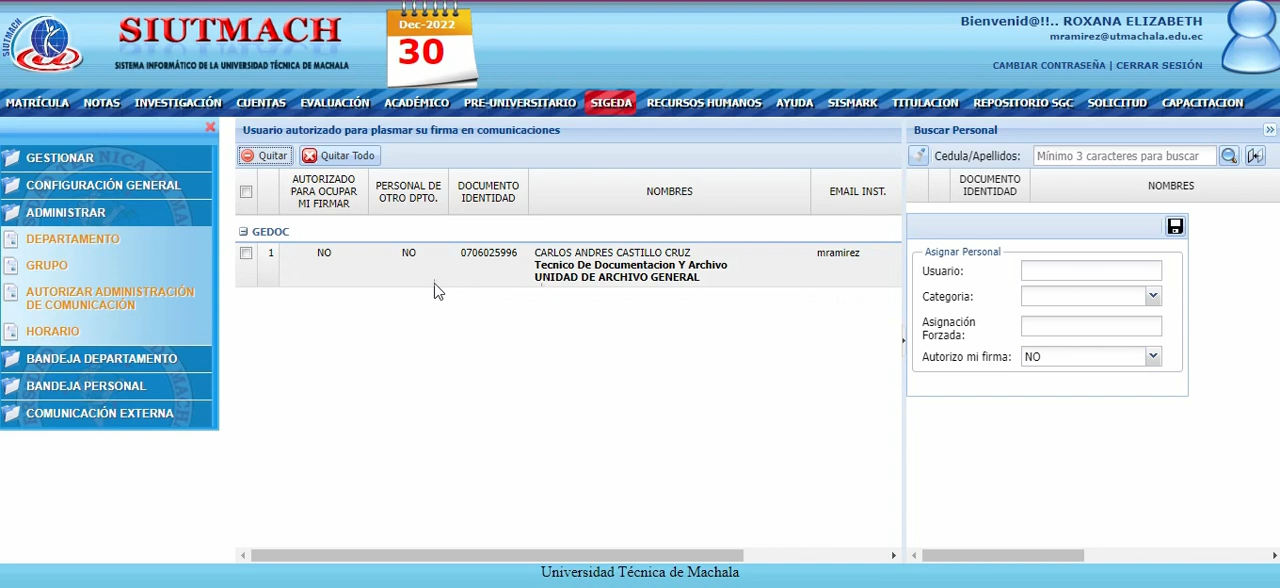 SIUTMACH
SIUTMACH
SISTEMA INFORMÁTICO DE LA UNIVERSIDAD TÉCNICA DE MACHALA
Dec-2022
30
Bienvenid@!!.. ROXANA ELIZABETH
mramirez@utmachala.edu.ec
CAMBIAR CONTRASEÑA | CERRAR SESIÓN
MATRÍCULA NOTAS INVESTIGACIÓN CUENTAS EVALUACIÓN ACADÉMICO PRE-UNIVERSITARIO SIGEDA RECURSOS HUMANOS AYUDA SISMARK TITULACION REPOSITORIO SGC SOLICITUD CAPACITACION
GESTIONAR
CONFIGURACIÓN GENERAL
ADMINISTRAR
DEPARTAMENTO
GRUPO
AUTORIZAR ADMINISTRACIÓN
DE COMUNICACIÓN
HORARIO
BANDEJA DEPARTAMENTO
BANDEJA PERSONAL
COMUNICACIÓN EXTERNA
Usuario autorizado para plasmar su firma en comunicaciones
Quitar Quitar Todo
AUTORIZADO
PARA OCUPAR
MI FIRMAR
PERSONAL DE
OTRO DPTO.
DOCUMENTO
IDENTIDAD
NOMBRES
EMAIL INST.
GEDOC
1 NO NO 0706025996 CARLOS ANDRES CASTILLO CRUZ mramirez
Tecnico De Documentacion Y Archivo
UNIDAD DE ARCHIVO GENERAL
Buscar Personal
Cedula/Apellidos: Mínimo 3 caracteres para buscar
DOCUMENTO
IDENTIDAD
NOMBRES
Asignar Personal
Usuario:
Categoria:
Asignación
Forzada:
Autorizo mi firma: NO
Universidad Técnica de Machala